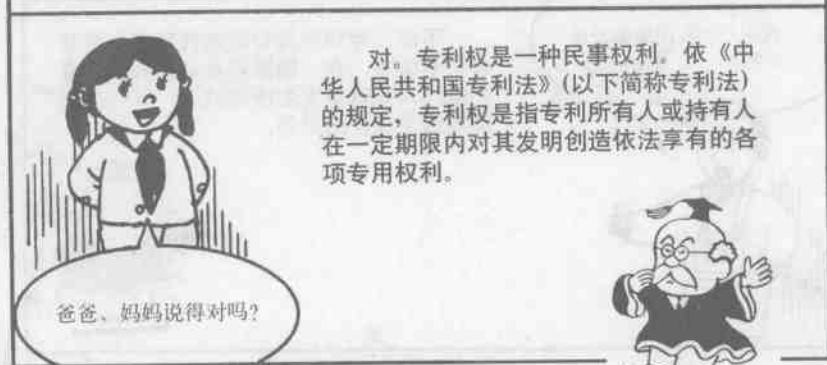 对。专利权是一种民事权利。依《中
华人民共和国专利法》(以下简称专利法)
的规定，专利权是指专利所有人或持有人
在一定期限内对其发明创造依法享有的各
项专用权利。
爸爸、妈妈说得对吗?